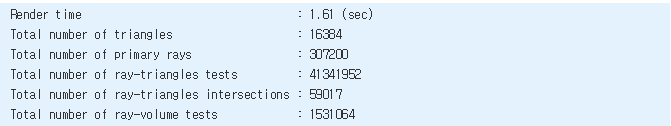 Render time : 1.61 (sec)
Total number of triangles : 16384
Total number of primary rays : 307200
Total number of ray-triangles tests : 41341952
Total number of ray-triangles intersections : 59017
Total number of ray-volume tests : 1531064